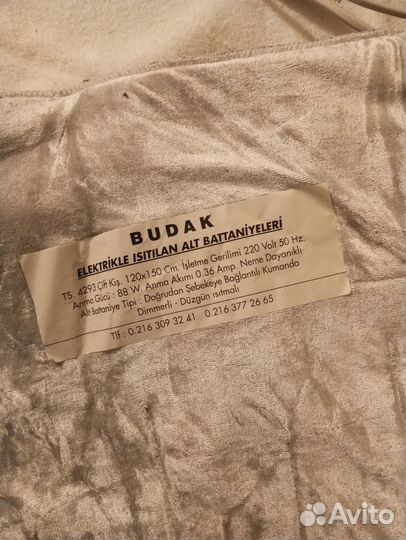 BUDAK
ELEKTRİKLE ISITILAN ALT BATTANİYELERİ
TS 4293 Çift Kiş. 120x150 Cm. İşletme Gerilimi 220 Volt 50 Hz.
Anma Gücü : 88 W. Anma Akımı 0.36 Amp. Neme Dayanıklı
Alt Battaniye Tipi : Doğrudan Şebekeye Bağlantılı Kumanda
Dimmerli - Düzgün ısıtmalı
Tlf : 0.216 309 32 41 0.216 377 26 65
Avito